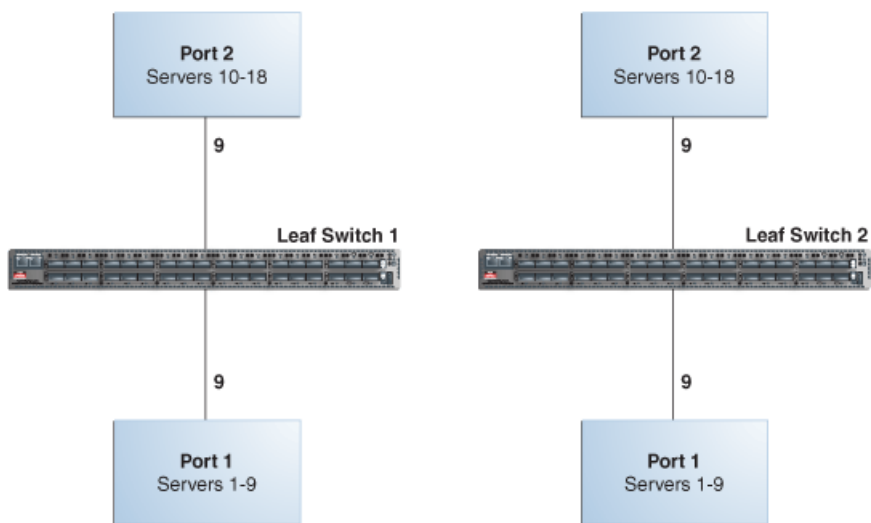 Port 2
Servers 10-18
Port 2
Servers 10-18
9
9
Leaf Switch 1
Leaf Switch 2
9
9
Port 1
Servers 1-9
Port 1
Servers 1-9